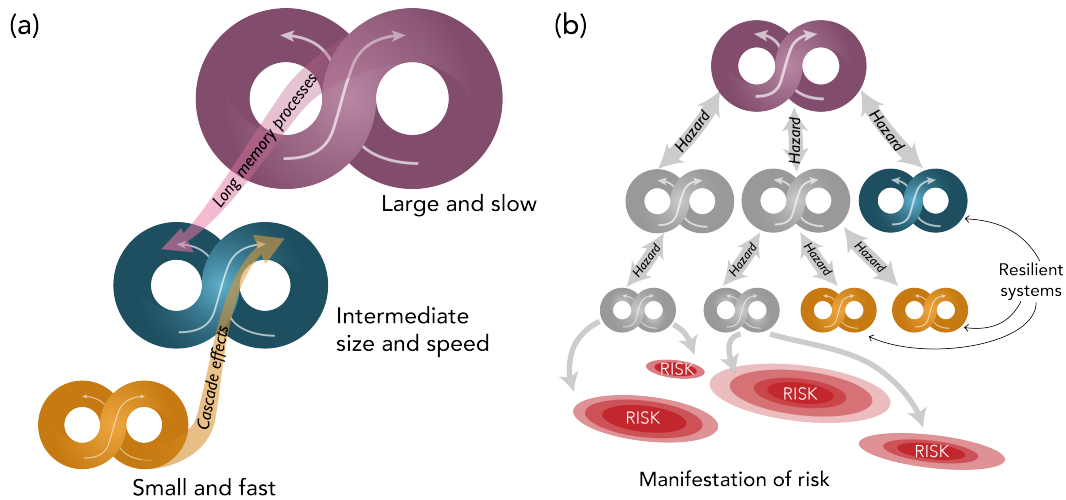 (a)
Long memory processes
Large and slow
Intermediate
size and speed
Cascade effects
Small and fast
(b)
Hazard
Hazard
Hazard
Hazard
Hazard
Hazard
Hazard
Resilient
systems
RISK
RISK
RISK
RISK
Manifestation of risk